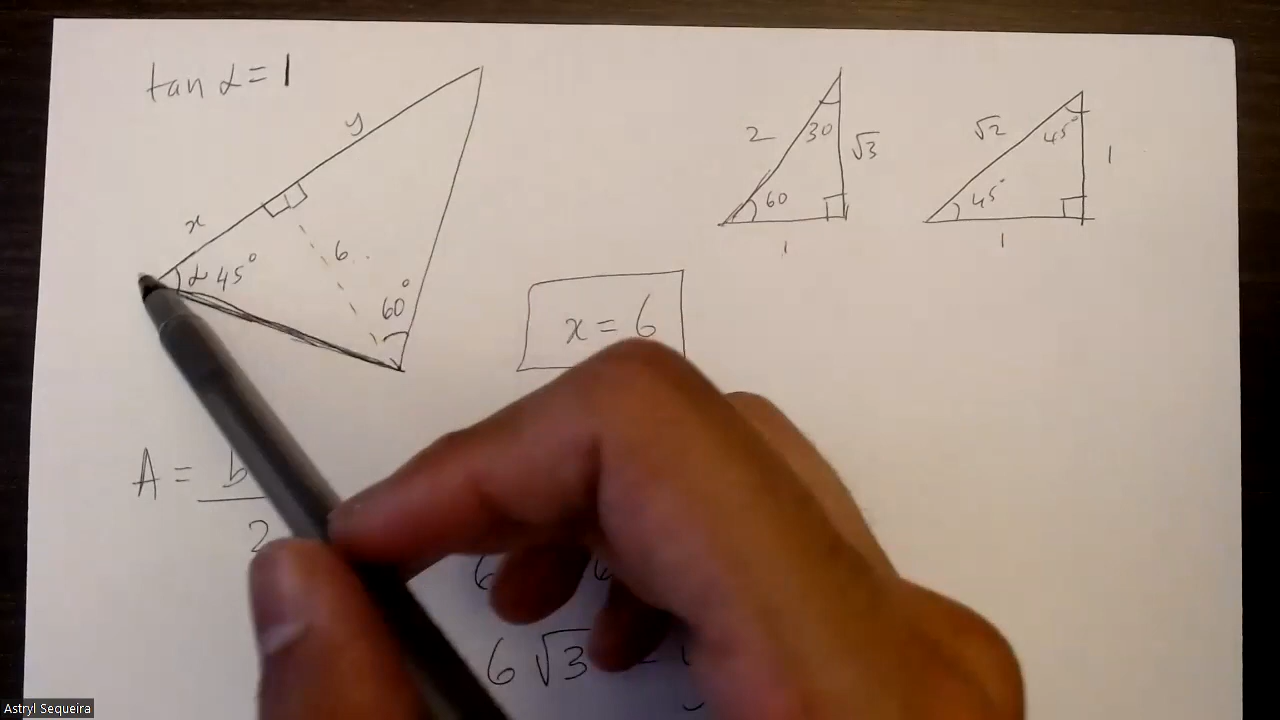 tan α = 1
y
x
α 45°
6
60°
2
30
√3
60
1
√2
45°
1
45°
1
x = 6
A = b
2
6
6 √3
Astryl Sequeira